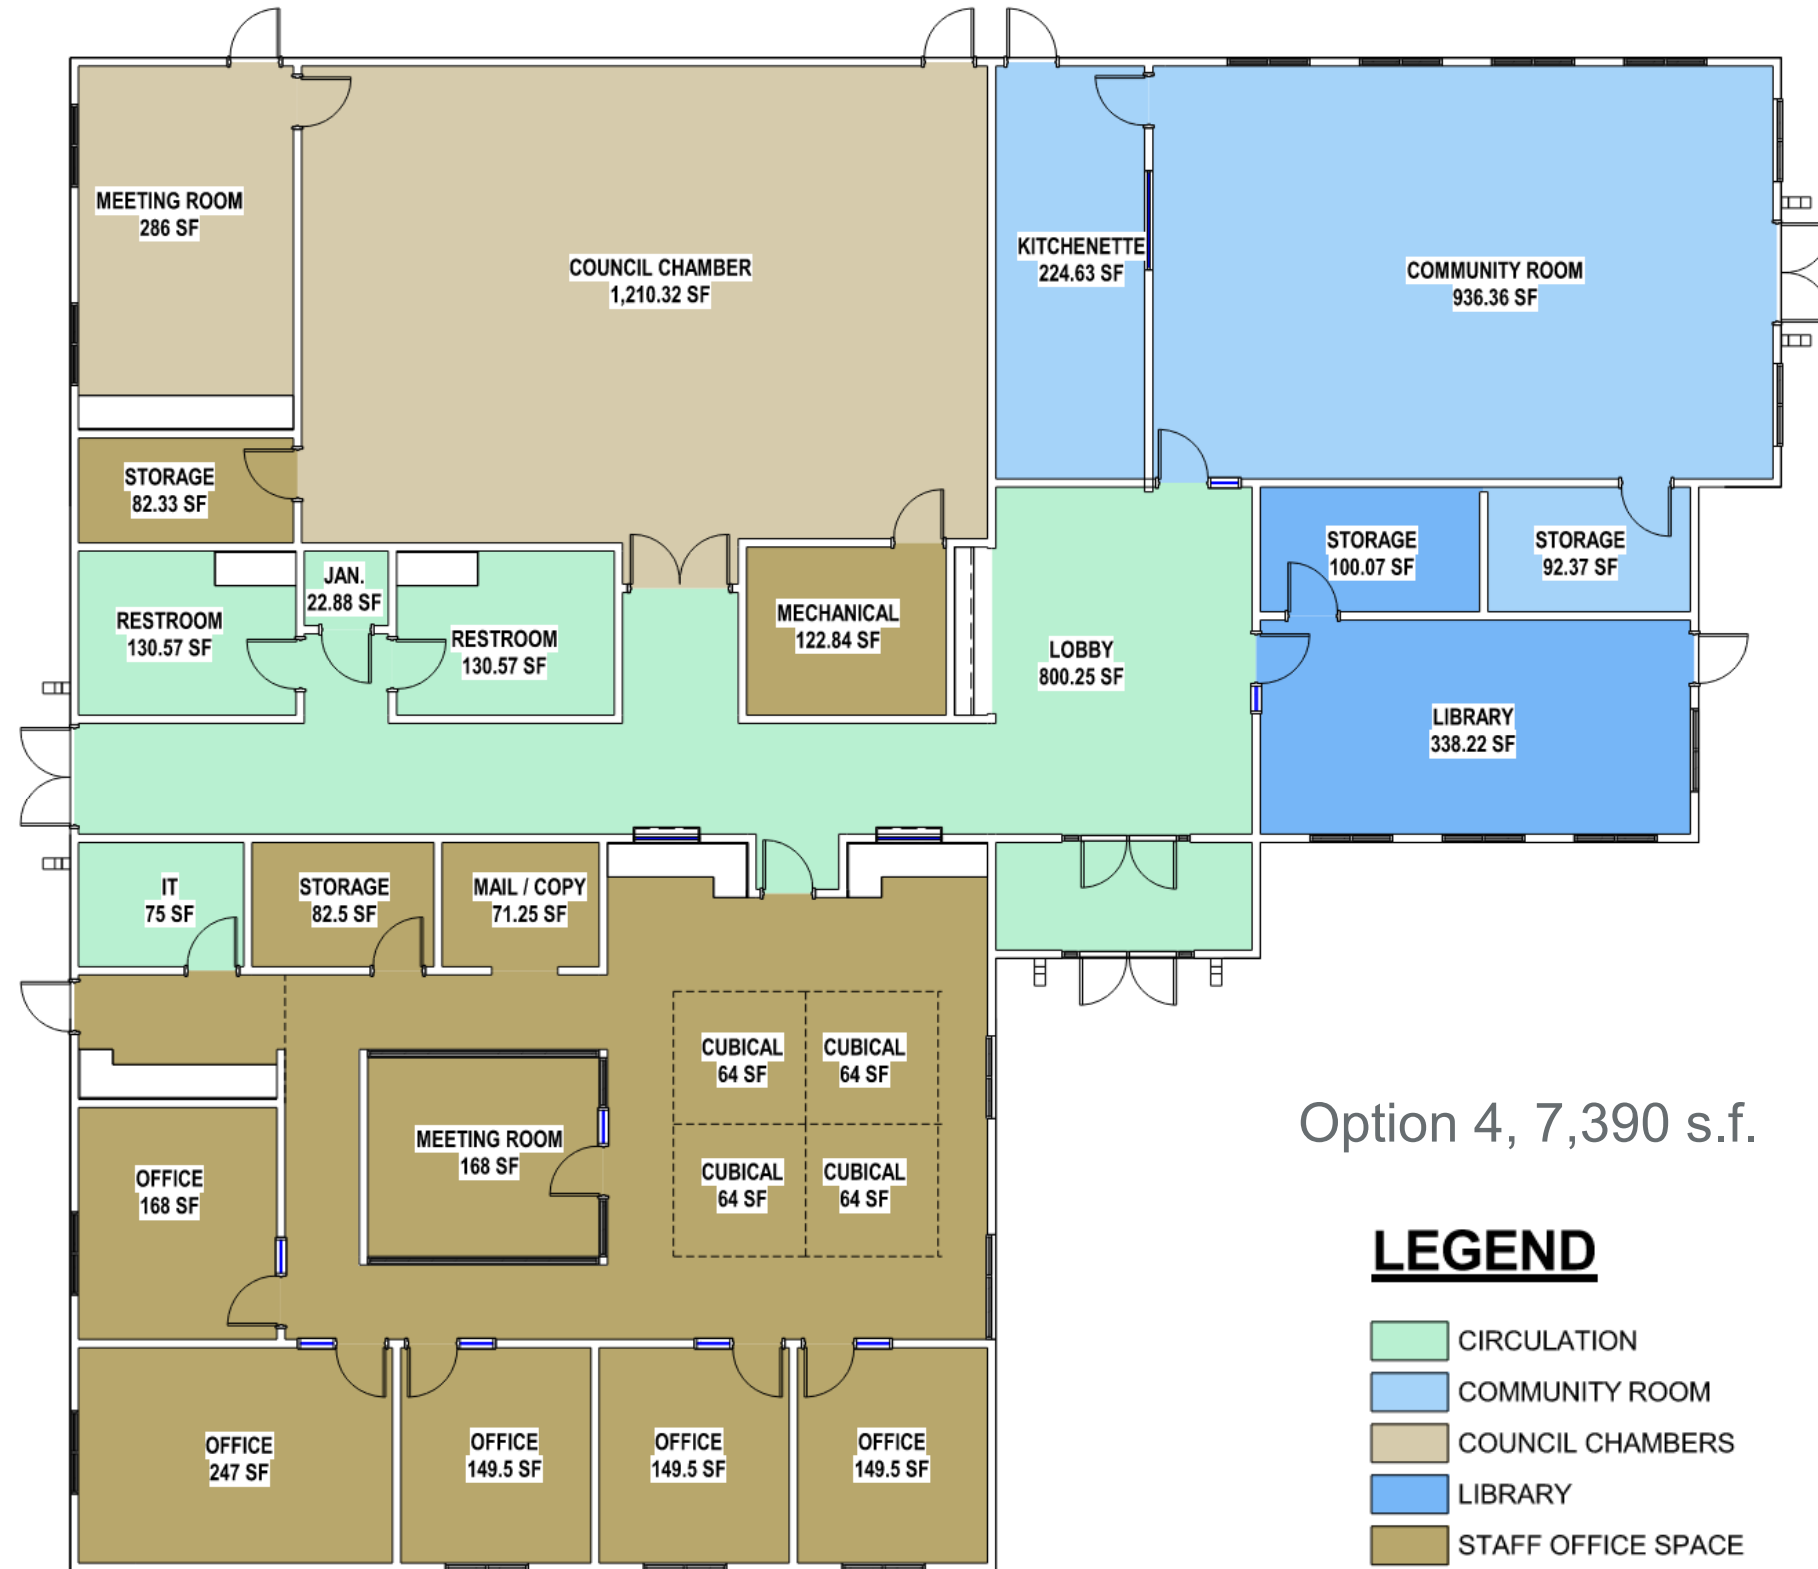 MEETING ROOM
286 SF
COUNCIL CHAMBER
1,210.32 SF
KITCHENETTE
224.63 SF
COMMUNITY ROOM
936.36 SF
STORAGE
82.33 SF
STORAGE
100.07 SF
STORAGE
92.37 SF
JAN.
22.88 SF
RESTROOM
130.57 SF
RESTROOM
130.57 SF
MECHANICAL
122.84 SF
LOBBY
800.25 SF
LIBRARY
338.22 SF
IT
75 SF
STORAGE
82.5 SF
MAIL / COPY
71.25 SF
CUBICAL
64 SF
CUBICAL
64 SF
MEETING ROOM
168 SF
CUBICAL
64 SF
CUBICAL
64 SF
OFFICE
168 SF
Option 4, 7,390 s.f.
OFFICE
247 SF
OFFICE
149.5 SF
OFFICE
149.5 SF
OFFICE
149.5 SF
LEGEND
CIRCULATION
COMMUNITY ROOM
COUNCIL CHAMBERS
LIBRARY
STAFF OFFICE SPACE